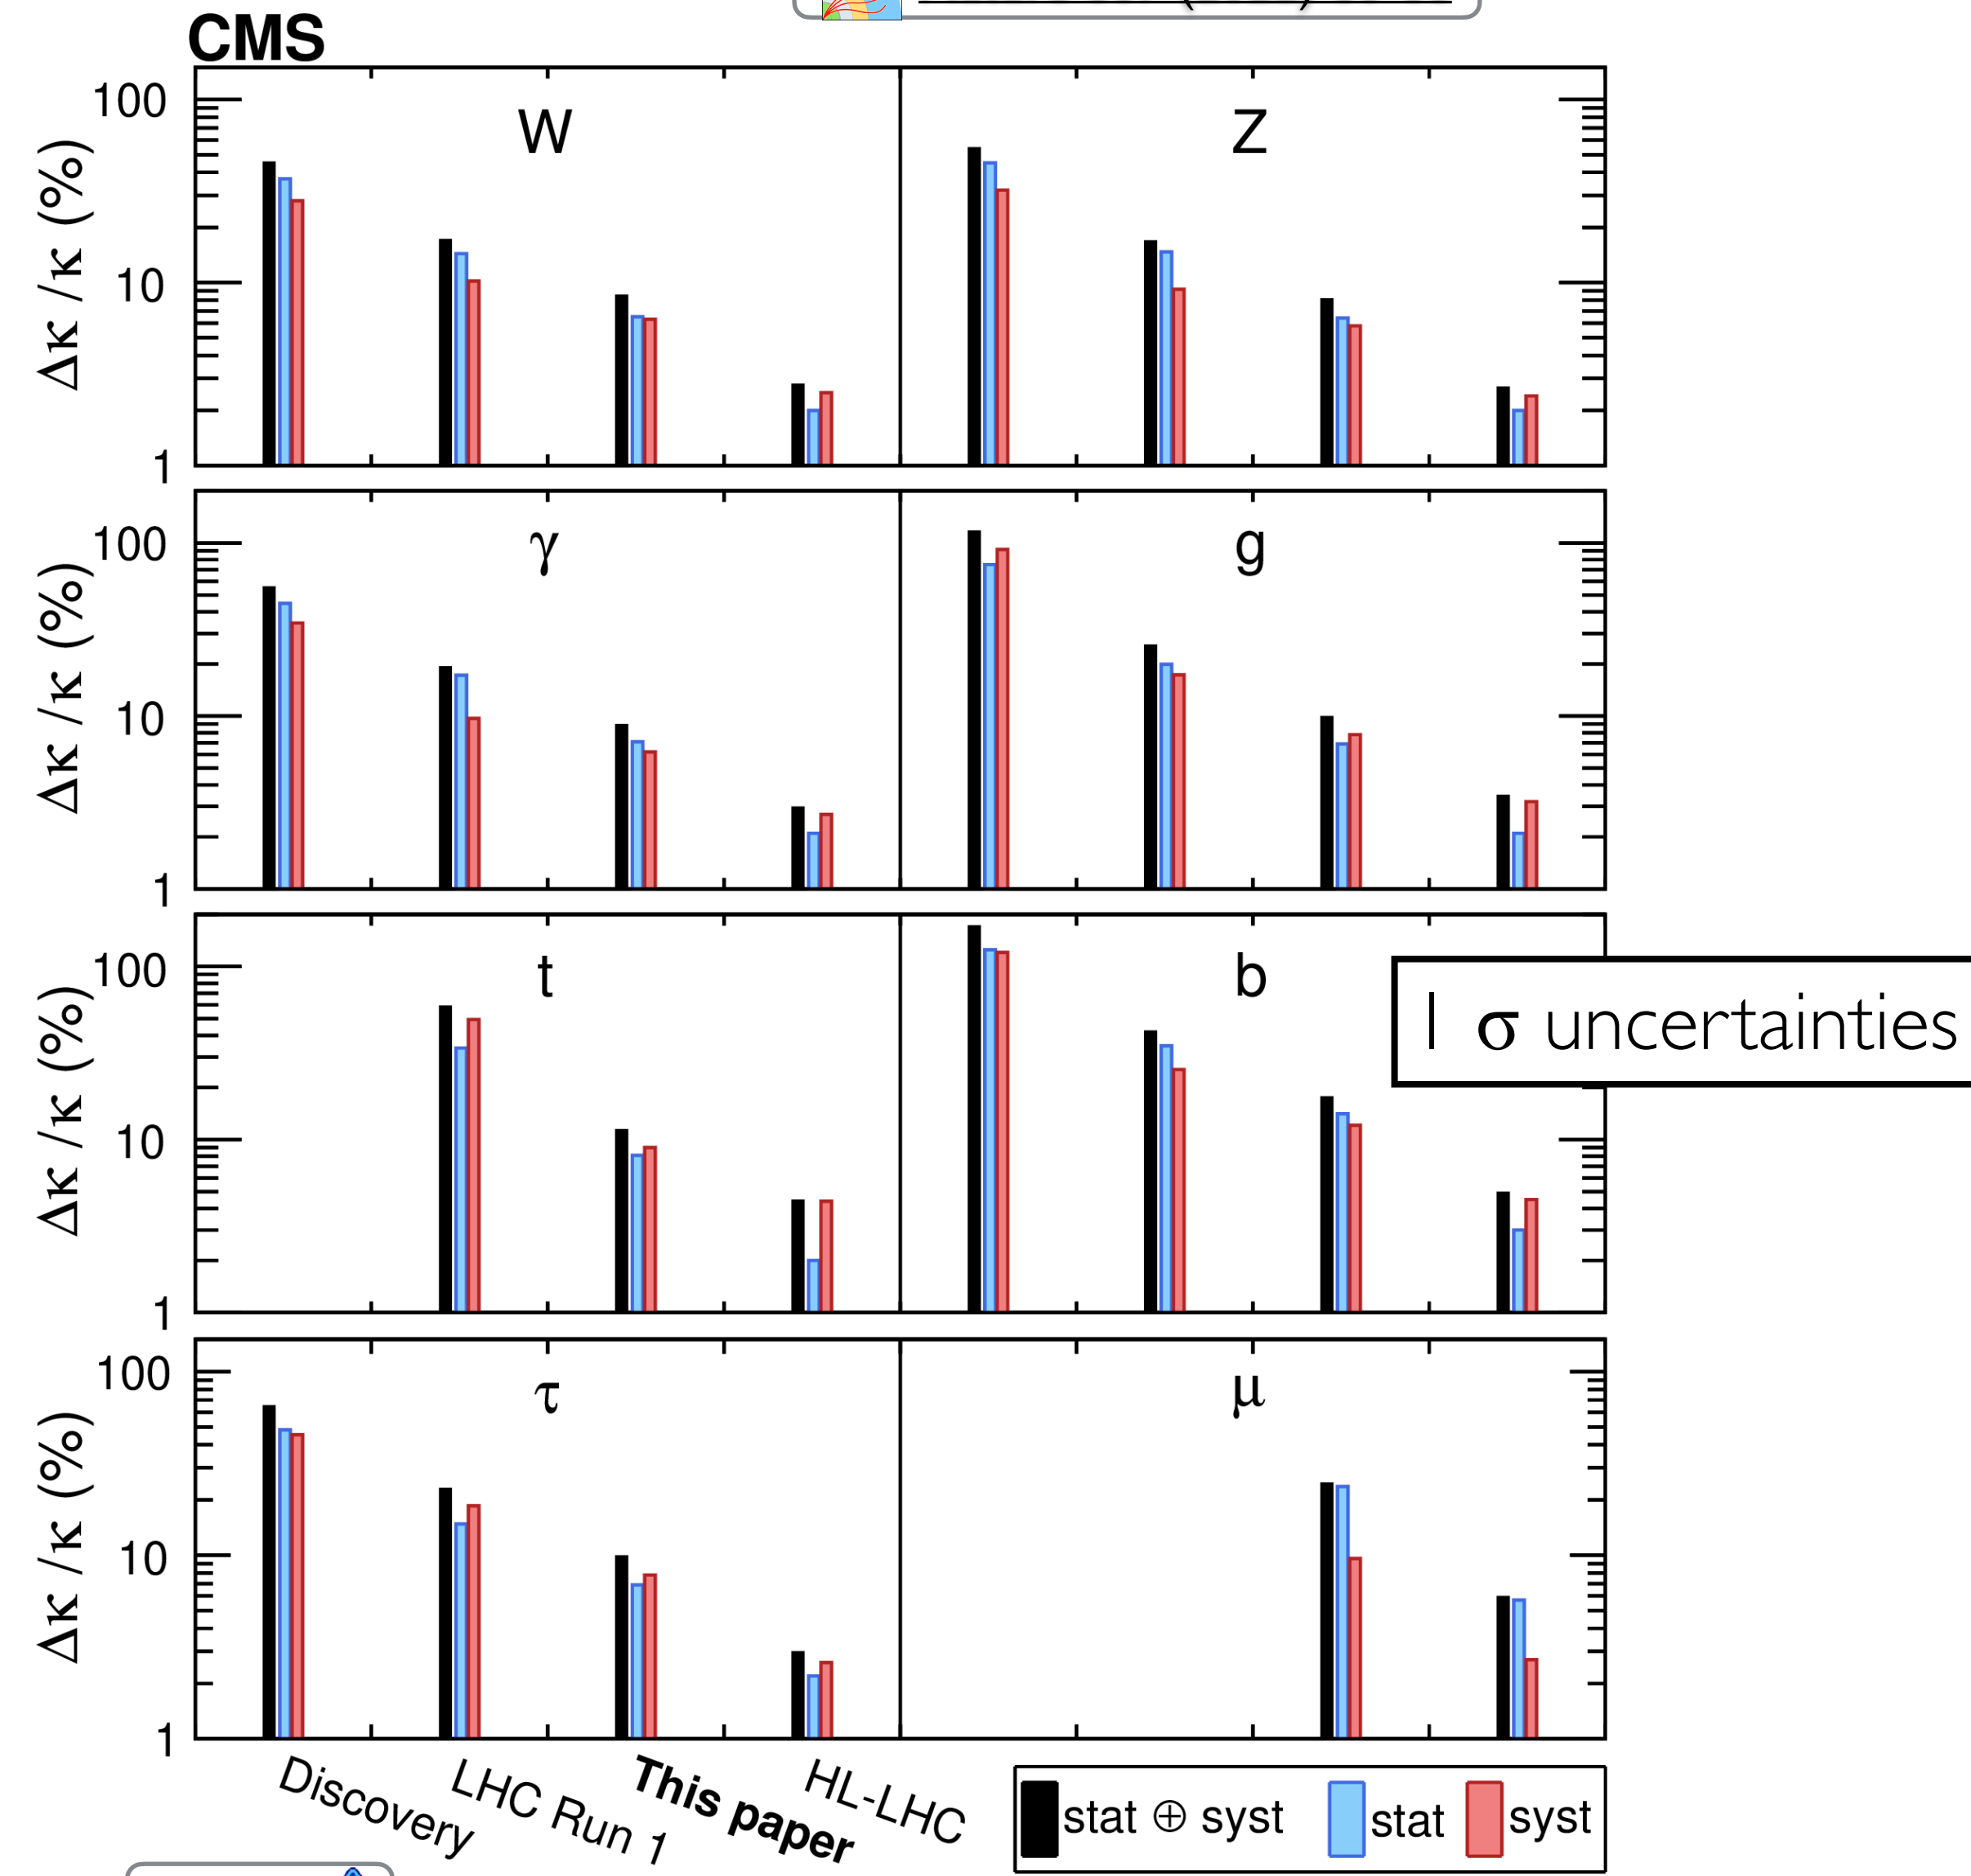 CMS
W
Z
100
10
1
Δκ /κ (%)
γ
g
100
10
1
Δκ /κ (%)
t
b
100
10
1
Δκ /κ (%)
1 σ uncertainties
τ
μ
100
10
1
Δκ /κ (%)
Discovery
LHC Run 1
This paper
HL-LHC
stat ⊕ syst
stat
syst